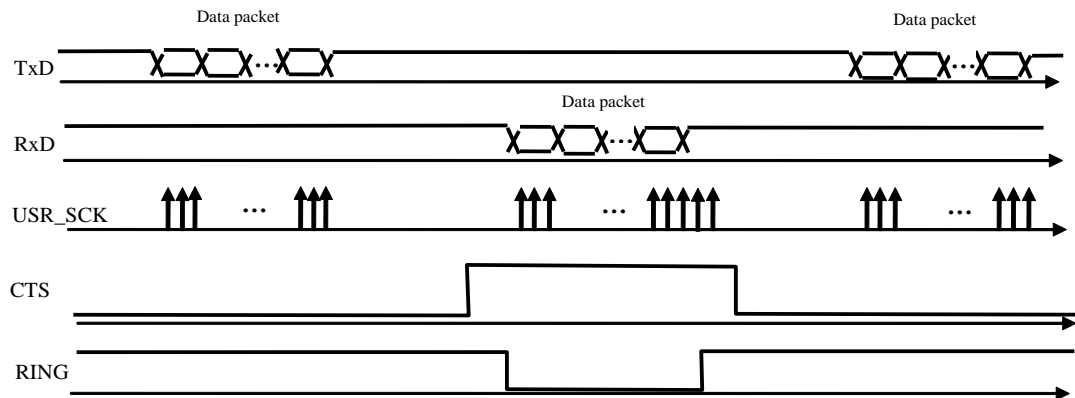 Data packet
Data packet
TxD
...
...
Data packet
RxD
...
USR_SCK
...
...
...
CTS
RING